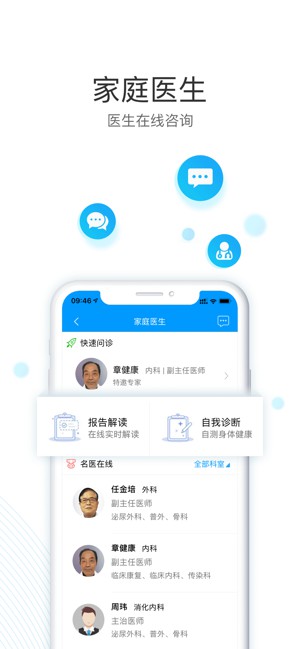 家庭医生
医生在线咨询
09:46
家庭医生
快速问诊
章健康 内科 | 副主任医师
特邀专家
报告解读
在线实时解读
自我诊断
自测身体健康
名医在线
全部科室
任金培 外科
副主任医师
泌尿外科、普外、骨科
章健康 内科
副主任医师
临床康复、临床内科、传染科
周玮 消化内科
主治医师
泌尿外科、普外、骨科